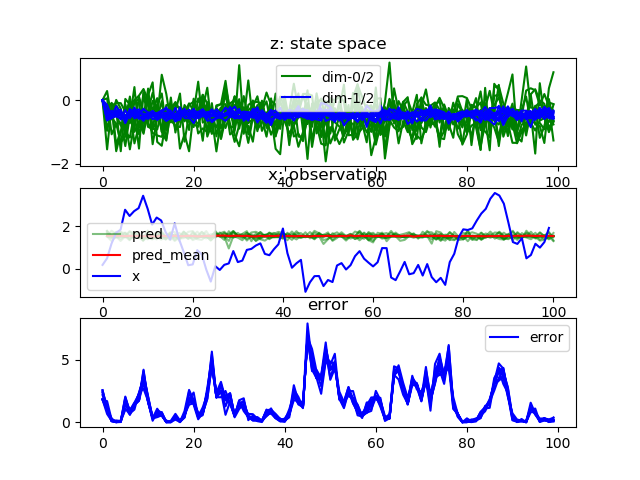 z: state space
0
−2
dim-0/2
dim-1/2
0 20 40 60 80 100
x: observation
2
0
pred
pred_mean
x
0 20 40 60 80 100
error
5
0
error
0 20 40 60 80 100